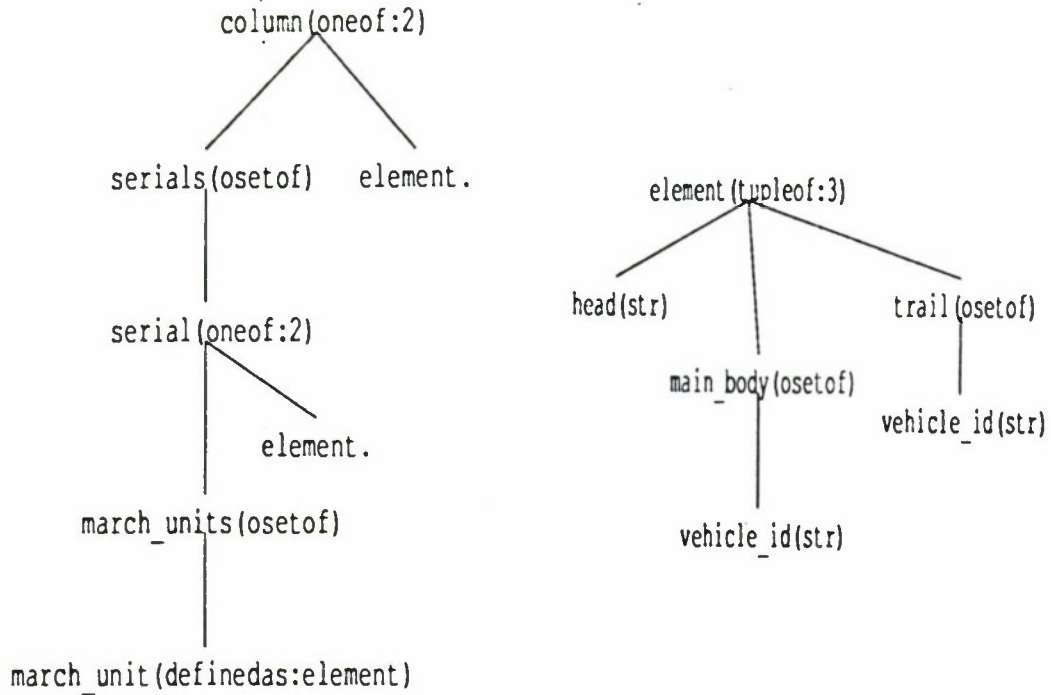 column(oneof:2)
serials(osetof)
element.
serial(oneof:2)
element.
march_units(osetof)
march_unit(definedas:element)
element(tupleof:3)
head(str)
trail(osetof)
main_body(osetof)
vehicle_id(str)
vehicle_id(str)